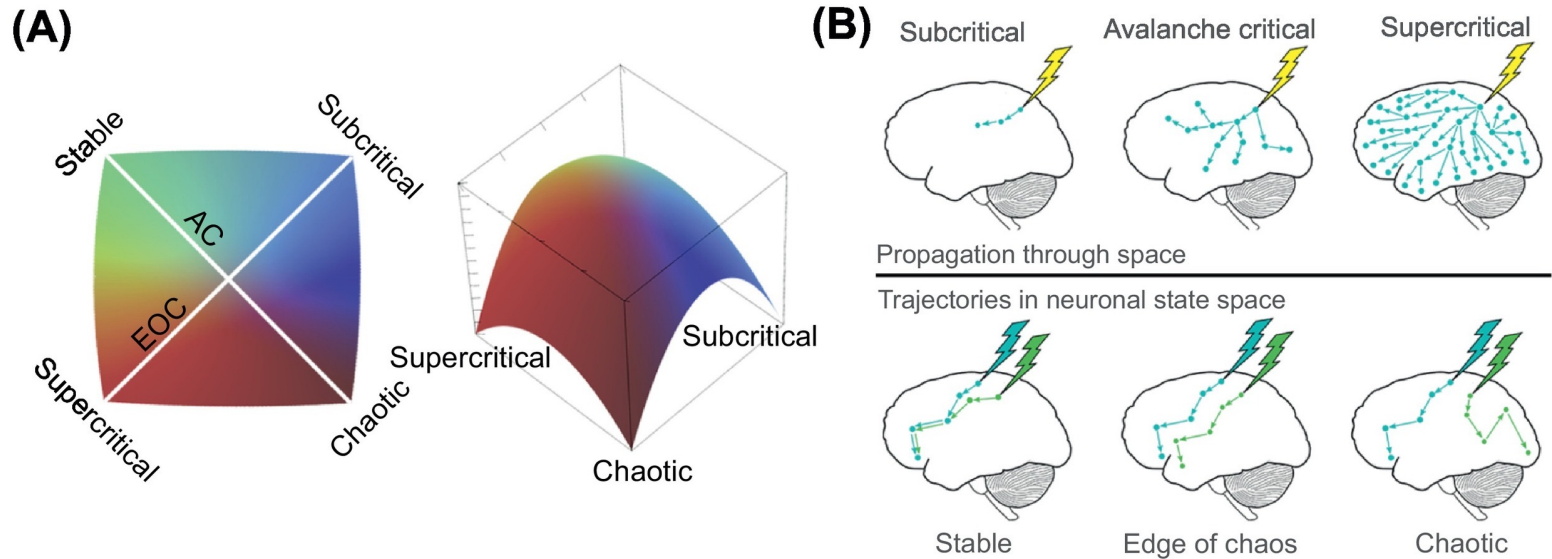 (A)
Stable
Subcritical
AC
EOC
Supercritical
Chaotic
Supercritical
Subcritical
Chaotic
(B)
Subcritical
Avalanche critical
Supercritical
Propagation through space
Trajectories in neuronal state space
Stable
Edge of chaos
Chaotic